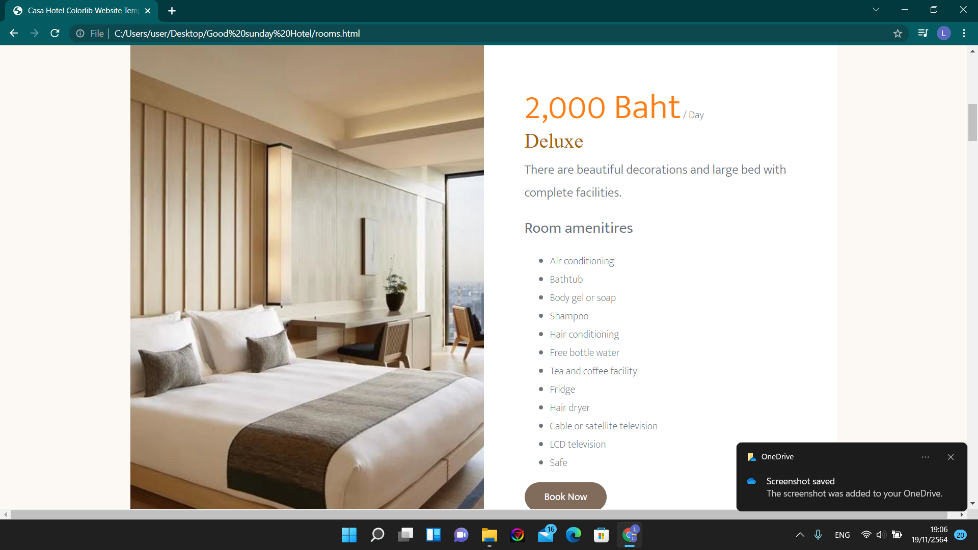 Casa Hotel Colorlib Website Tem
File
C:/Users/user/Desktop/Good%20sunday%20Hotel/rooms.html
L
2,000 Baht / Day
Deluxe
There are beautiful decorations and large bed with
complete facilities.
Room amenitires
Air conditioning
Bathtub
Body gel or soap
Shampoo
Hair conditioning
Free bottle water
Tea and coffee facility
Fridge
Hair dryer
Cable or satellite television
LCD television
Safe
Book Now
OneDrive
Screenshot saved
The screenshot was added to your OneDrive.
16
ENG
19:06
19/11/2564
20